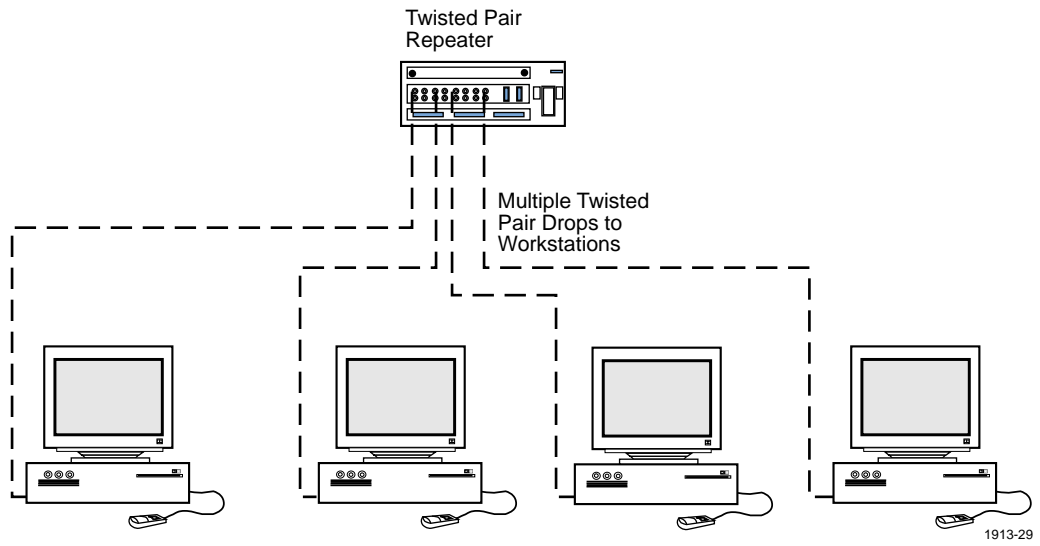 Twisted Pair
Repeater
Multiple Twisted
Pair Drops to
Workstations
1913-29